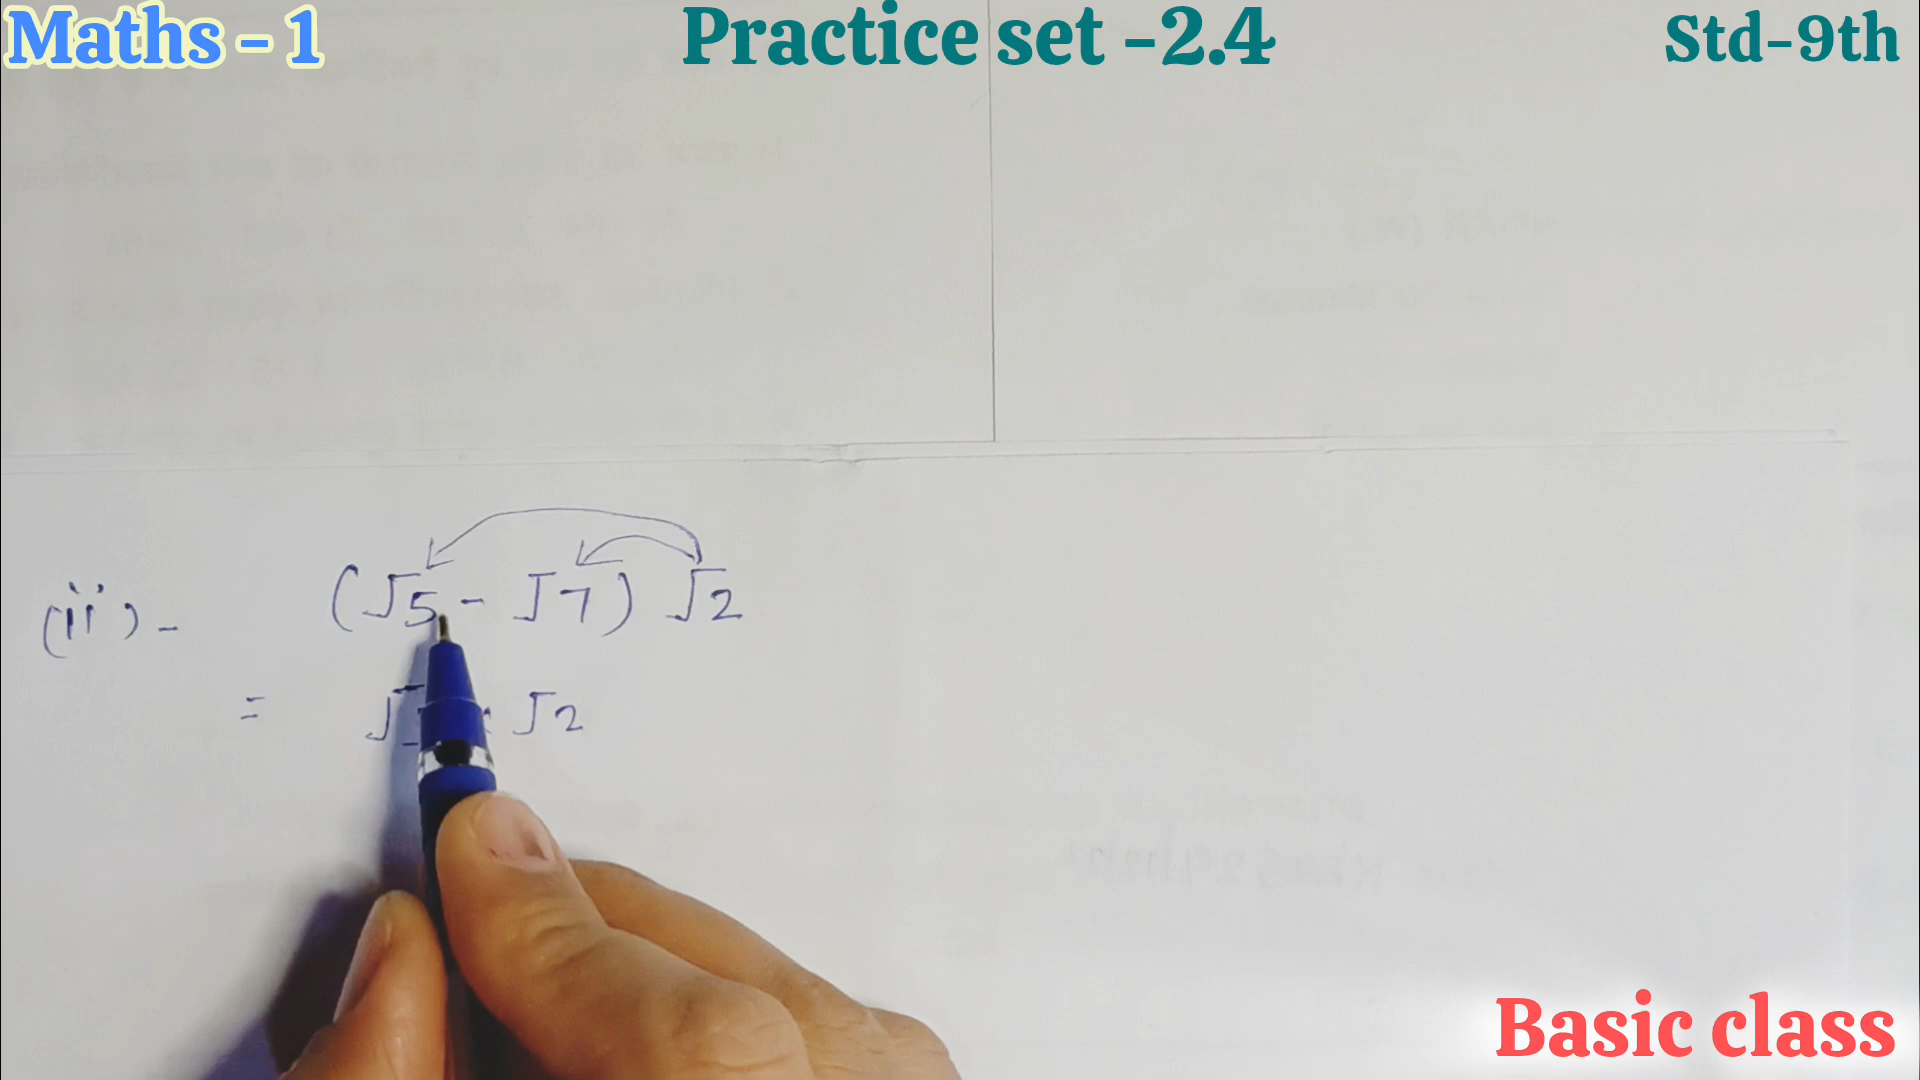 Maths - 1 Practice set -2.4 Std-9th
(ii) - (√5 - √7) √2
= √2
Basic class